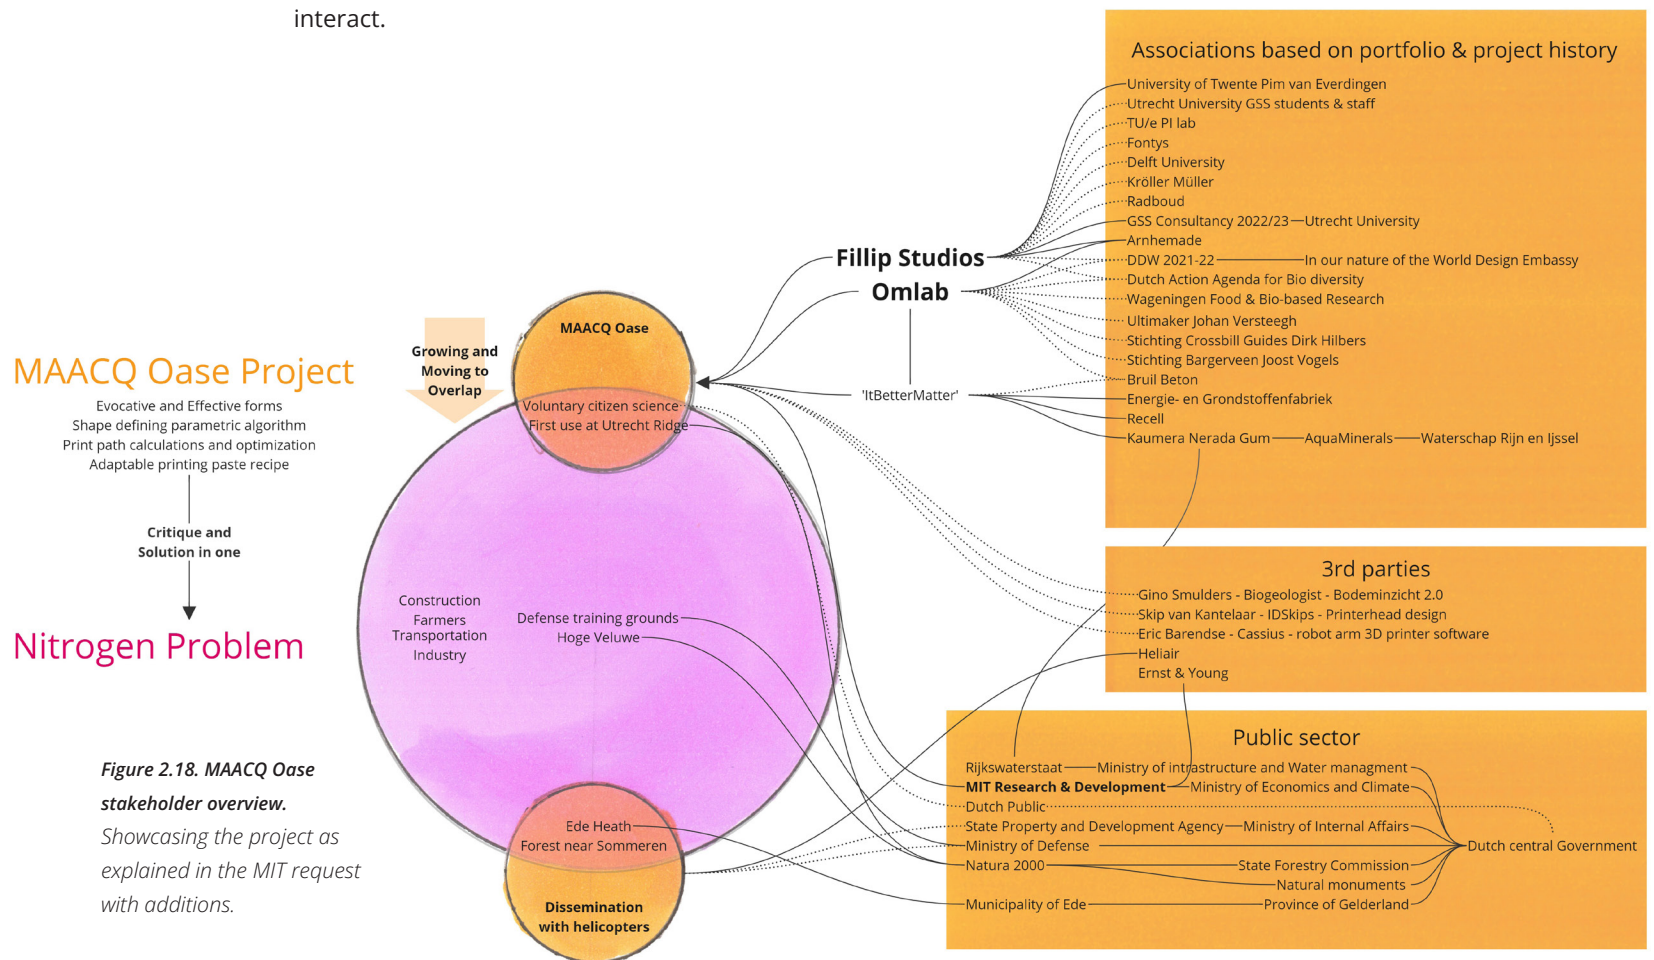 interact.
MAACQ Oase Project
Evocative and Effective forms
Shape defining parametric algorithm
Print path calculations and optimization
Adaptable printing paste recipe
Critique and
Solution in one
Nitrogen Problem
Figure 2.18. MAACQ Oase
stakeholder overview.
Showcasing the project as
explained in the MIT request
with additions.
Growing and
Moving to
Overlap
MAACQ Oase
Voluntary citizen science
First use at Utrecht Ridge
Construction
Farmers
Transportation
Industry
Defense training grounds
Hoge Veluwe
Ede Heath
Forest near Sommeren
Dissemination
with helicopters
Fillip Studios
Omlab
'ItBetterMatter'
Associations based on portfolio & project history
University of Twente Pim van Everdingen
Utrecht University GSS students & staff
TU/e PI lab
Fontys
Delft University
Kröller Müller
Radboud
GSS Consultancy 2022/23 Utrecht University
Arnhemade
DDW 2021-22 In our nature of the World Design Embassy
Dutch Action Agenda for Bio diversity
Wageningen Food & Bio-based Research
Ultimaker Johan Versteegh
Stichting Crossbill Guides Dirk Hilbers
Stichting Bargerveen Joost Vogels
Bruil Beton
Energie- en Grondstoffenfabriek
Recell
Kaumera Nerada Gum AquaMinerals Waterschap Rijn en Ijssel
3rd parties
Gino Smulders - Biogeologist - Bodeminzicht 2.0
Skip van Kantelaar - IDSkips - Printerhead design
Eric Barendse - Cassius - robot arm 3D printer software
Heliair
Ernst & Young
Public sector
Rijkswaterstaat Ministry of intrastructure and Water managment
MIT Research & Development Ministry of Economics and Climate
Dutch Public
State Property and Development Agency Ministry of Internal Affairs
Ministry of Defense Dutch central Government
Natura 2000 State Forestry Commission
Natural monuments
Municipality of Ede Province of Gelderland